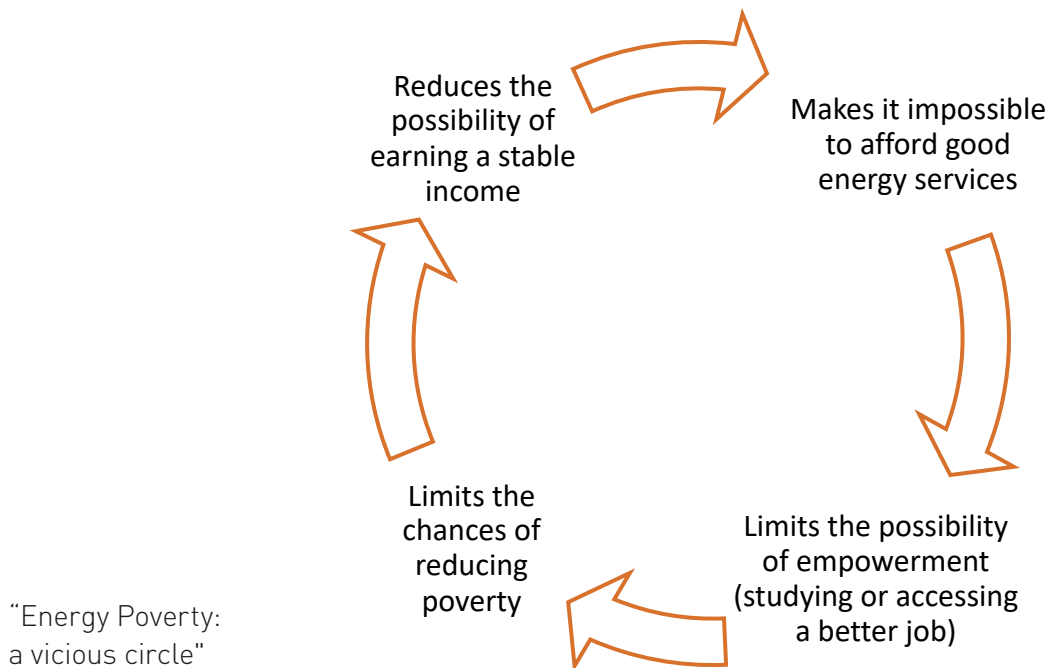 Reduces the
possibility of
earning a stable
income
Makes it impossible
to afford good
energy services
Limits the possibility
of empowerment
(studying or accessing
a better job)
Limits the
chances of
reducing
poverty
“Energy Poverty:
a vicious circle"